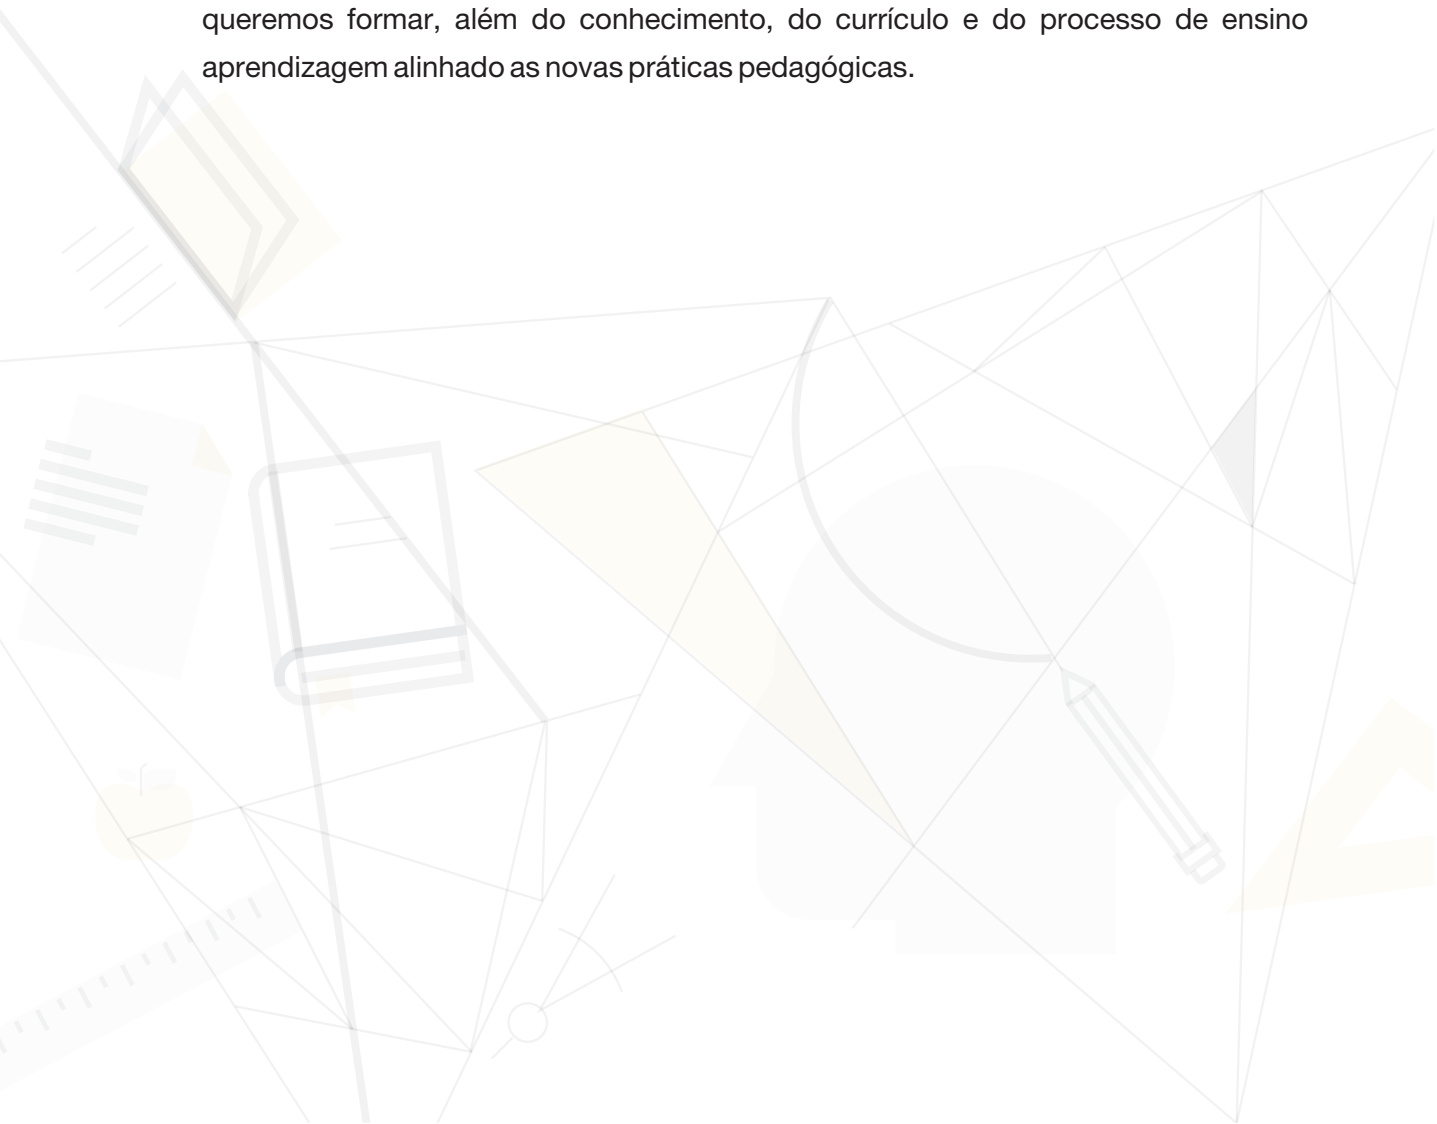 queremos formar, além do conhecimento, do currículo e do processo de ensino
aprendizagem alinhado as novas práticas pedagógicas.